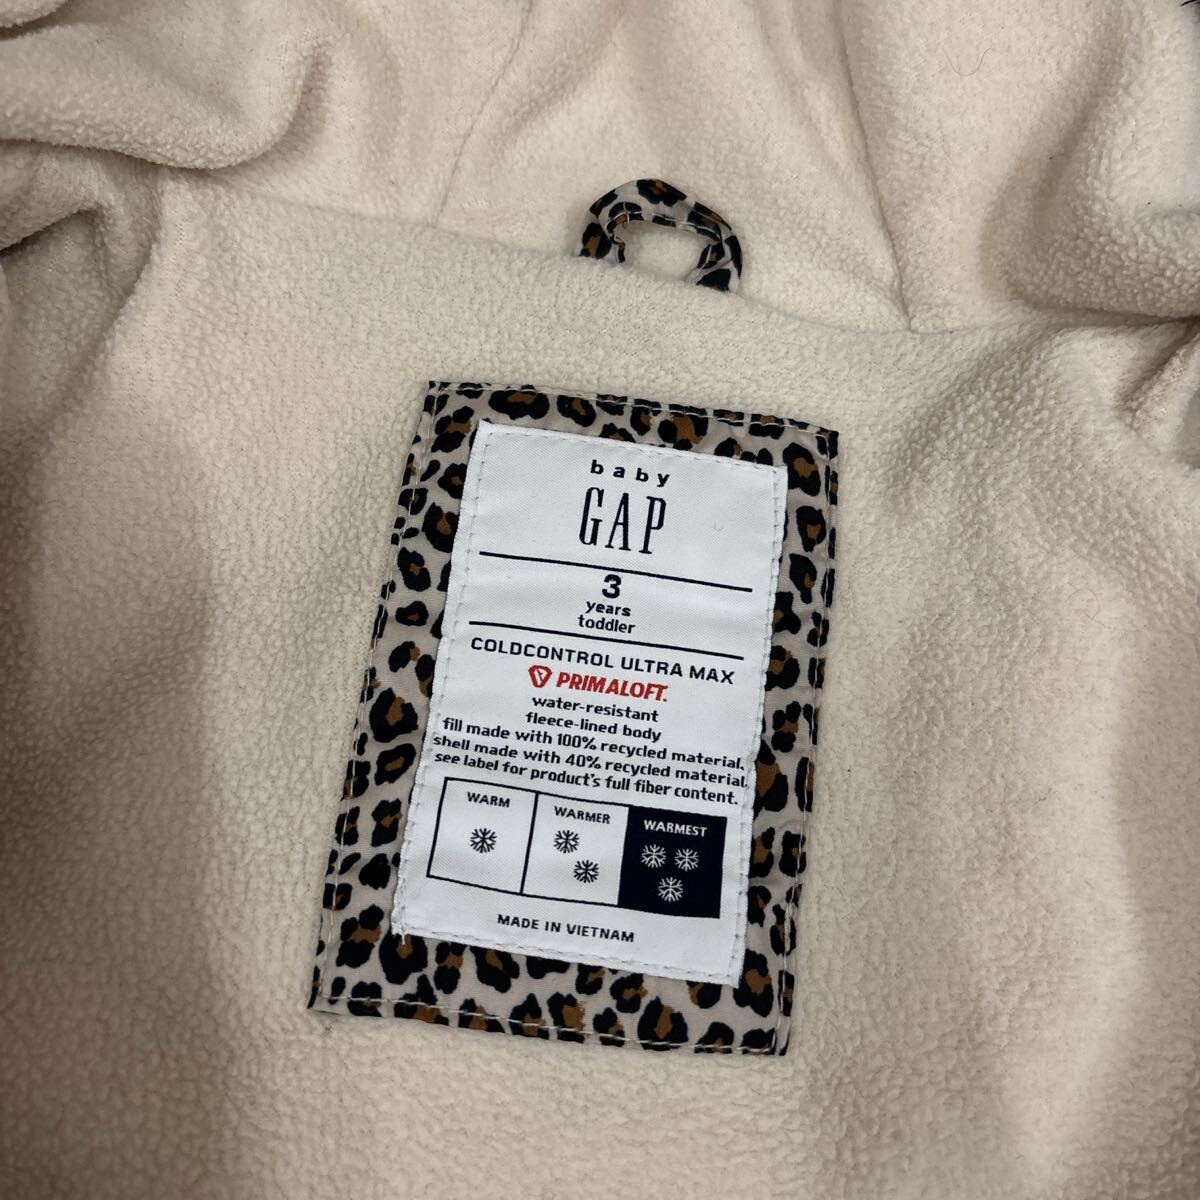 baby
GAP
3
years
toddler
COLDCONTROL ULTRA MAX
PRIMALOFT.
water-resistant
fleece-lined body
fill made with 100% recycled material.
shell made with 40% recycled material.
see label for product's full fiber content.
WARM
WARMER
WARMEST
MADE IN VIETNAM